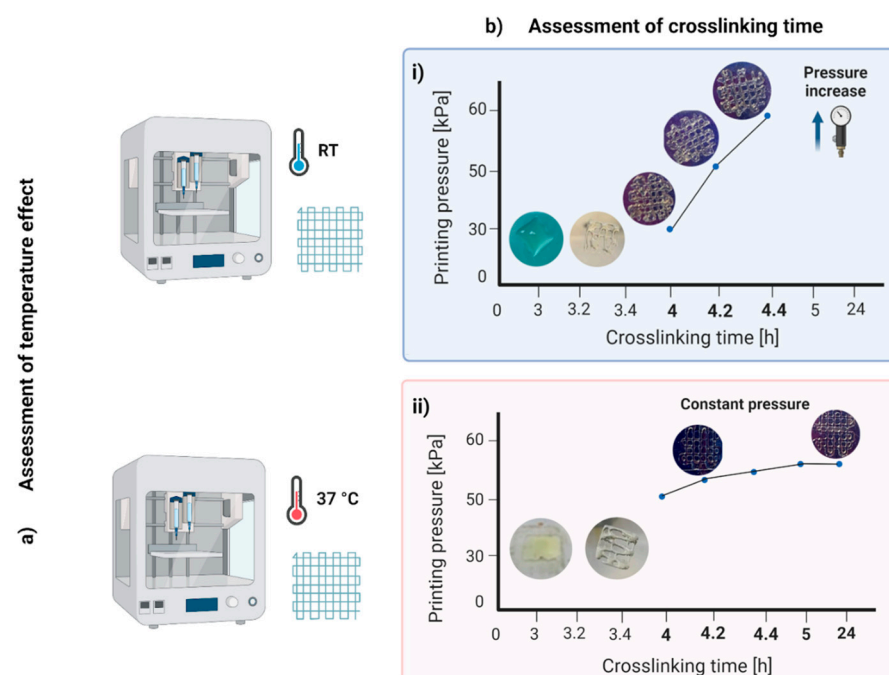 b) Assessment of crosslinking time
a) Assessment of temperature effect
RT
i)
Pressure
increase
Printing pressure [kPa]
60
50
30
0
0 3 3.2 3.4 4 4.2 4.4 5 24
Crosslinking time [h]
37 °C
ii)
Constant pressure
Printing pressure [kPa]
60
50
30
0
0 3 3.2 3.4 4 4.2 4.4 5 24
Crosslinking time [h]